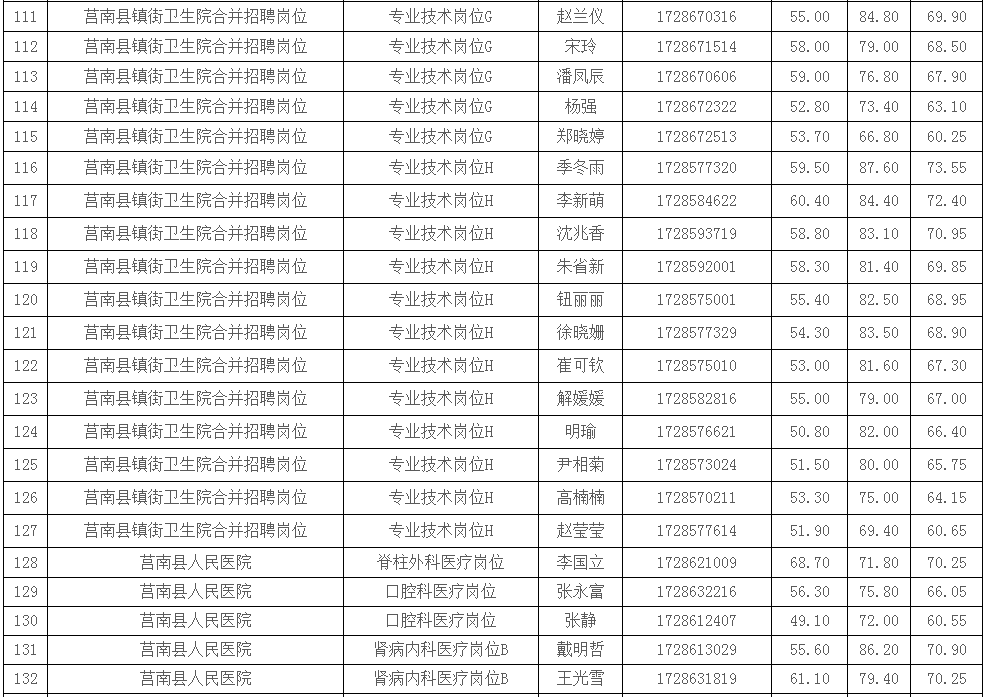 111 莒南县镇街卫生院合并招聘岗位 专业技术岗位G 赵兰仪 1728670316 55.00 84.80 69.90
112 莒南县镇街卫生院合并招聘岗位 专业技术岗位G 宋玲 1728671514 58.00 79.00 68.50
113 莒南县镇街卫生院合并招聘岗位 专业技术岗位G 潘凤辰 1728670606 59.00 76.80 67.90
114 莒南县镇街卫生院合并招聘岗位 专业技术岗位G 杨强 1728672322 52.80 73.40 63.10
115 莒南县镇街卫生院合并招聘岗位 专业技术岗位G 郑晓婷 1728672513 53.70 66.80 60.25
116 莒南县镇街卫生院合并招聘岗位 专业技术岗位H 季冬雨 1728577320 59.50 87.60 73.55
117 莒南县镇街卫生院合并招聘岗位 专业技术岗位H 李新萌 1728584622 60.40 84.40 72.40
118 莒南县镇街卫生院合并招聘岗位 专业技术岗位H 沈兆香 1728593719 58.80 83.10 70.95
119 莒南县镇街卫生院合并招聘岗位 专业技术岗位H 朱省新 1728592001 58.30 81.40 69.85
120 莒南县镇街卫生院合并招聘岗位 专业技术岗位H 钮丽丽 1728575001 55.40 82.50 68.95
121 莒南县镇街卫生院合并招聘岗位 专业技术岗位H 徐晓姗 1728577329 54.30 83.50 68.90
122 莒南县镇街卫生院合并招聘岗位 专业技术岗位H 崔可钦 1728575010 53.00 81.60 67.30
123 莒南县镇街卫生院合并招聘岗位 专业技术岗位H 解媛媛 1728582816 55.00 79.00 67.00
124 莒南县镇街卫生院合并招聘岗位 专业技术岗位H 明瑜 1728576621 50.80 82.00 66.40
125 莒南县镇街卫生院合并招聘岗位 专业技术岗位H 尹相菊 1728573024 51.50 80.00 65.75
126 莒南县镇街卫生院合并招聘岗位 专业技术岗位H 高楠楠 1728570211 53.30 75.00 64.15
127 莒南县镇街卫生院合并招聘岗位 专业技术岗位H 赵莹莹 1728577614 51.90 69.40 60.65
128 莒南县人民医院 脊柱外科医疗岗位 李国立 1728621009 68.70 71.80 70.25
129 莒南县人民医院 口腔科医疗岗位 张永富 1728632216 56.30 75.80 66.05
130 莒南县人民医院 口腔科医疗岗位 张静 1728612407 49.10 72.00 60.55
131 莒南县人民医院 肾病内科医疗岗位B 戴明哲 1728613029 55.60 86.20 70.90
132 莒南县人民医院 肾病内科医疗岗位B 王光雪 1728631819 61.10 79.40 70.25